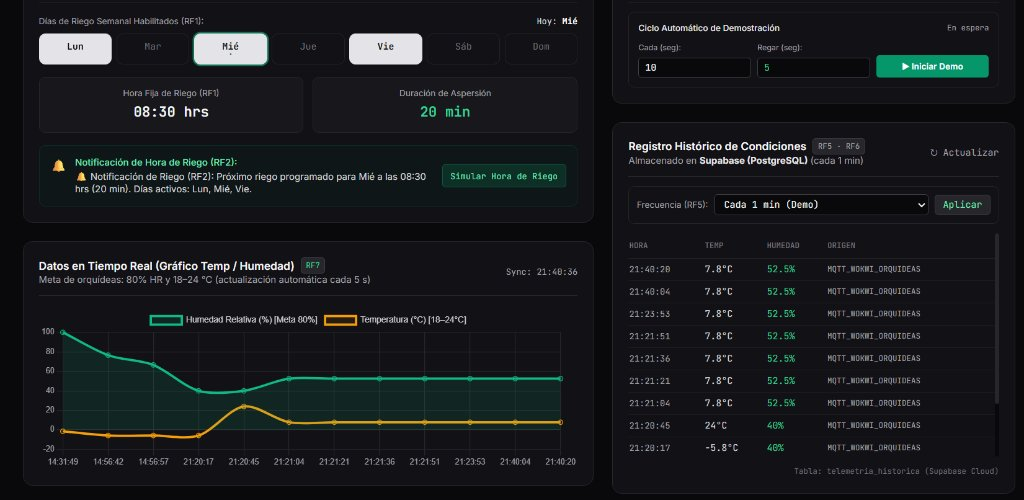 Días de Riego Semanal Habilitados (RF1):
Hoy: Mié
Lun
Mar
Mié
Jue
Vie
Sáb
Dom
Hora Fija de Riego (RF1)
08:30 hrs
Duración de Aspersión
20 min
Notificación de Hora de Riego (RF2):
🔔 Notificación de Riego (RF2): Próximo riego programado para Mié a las 08:30
hrs (20 min). Días activos: Lun, Mié, Vie.
Simular Hora de Riego
Datos en Tiempo Real (Gráfico Temp / Humedad) RF7
Meta de orquídeas: 80% HR y 18–24 °C (actualización automática cada 5 s)
Sync: 21:40:36
Humedad Relativa (%) [Meta 80%]
Temperatura (°C) [18–24°C]
100
80
60
40
20
0
-20
14:31:49 14:56:42 14:56:57 21:20:17 21:20:45 21:21:04 21:21:21 21:21:36 21:21:51 21:23:53 21:40:04 21:40:20
Ciclo Automático de Demostración
En espera
Cada (seg):
Regar (seg):
10
5
▶ Iniciar Demo
Registro Histórico de Condiciones RF5 · RF6
Almacenado en Supabase (PostgreSQL) (cada 1 min)
↻ Actualizar
Frecuencia (RF5):
Cada 1 min (Demo)
Aplicar
HORA TEMP HUMEDAD ORIGEN
21:40:20 7.8°C 52.5% MQTT_WOKWI_ORQUIDEAS
21:40:04 7.8°C 52.5% MQTT_WOKWI_ORQUIDEAS
21:23:53 7.8°C 52.5% MQTT_WOKWI_ORQUIDEAS
21:21:51 7.8°C 52.5% MQTT_WOKWI_ORQUIDEAS
21:21:36 7.8°C 52.5% MQTT_WOKWI_ORQUIDEAS
21:21:21 7.8°C 52.5% MQTT_WOKWI_ORQUIDEAS
21:21:04 7.8°C 52.5% MQTT_WOKWI_ORQUIDEAS
21:20:45 24°C 40% MQTT_WOKWI_ORQUIDEAS
21:20:17 -5.8°C 40% MQTT_WOKWI_ORQUIDEAS
Tabla: telemetria_historica (Supabase Cloud)